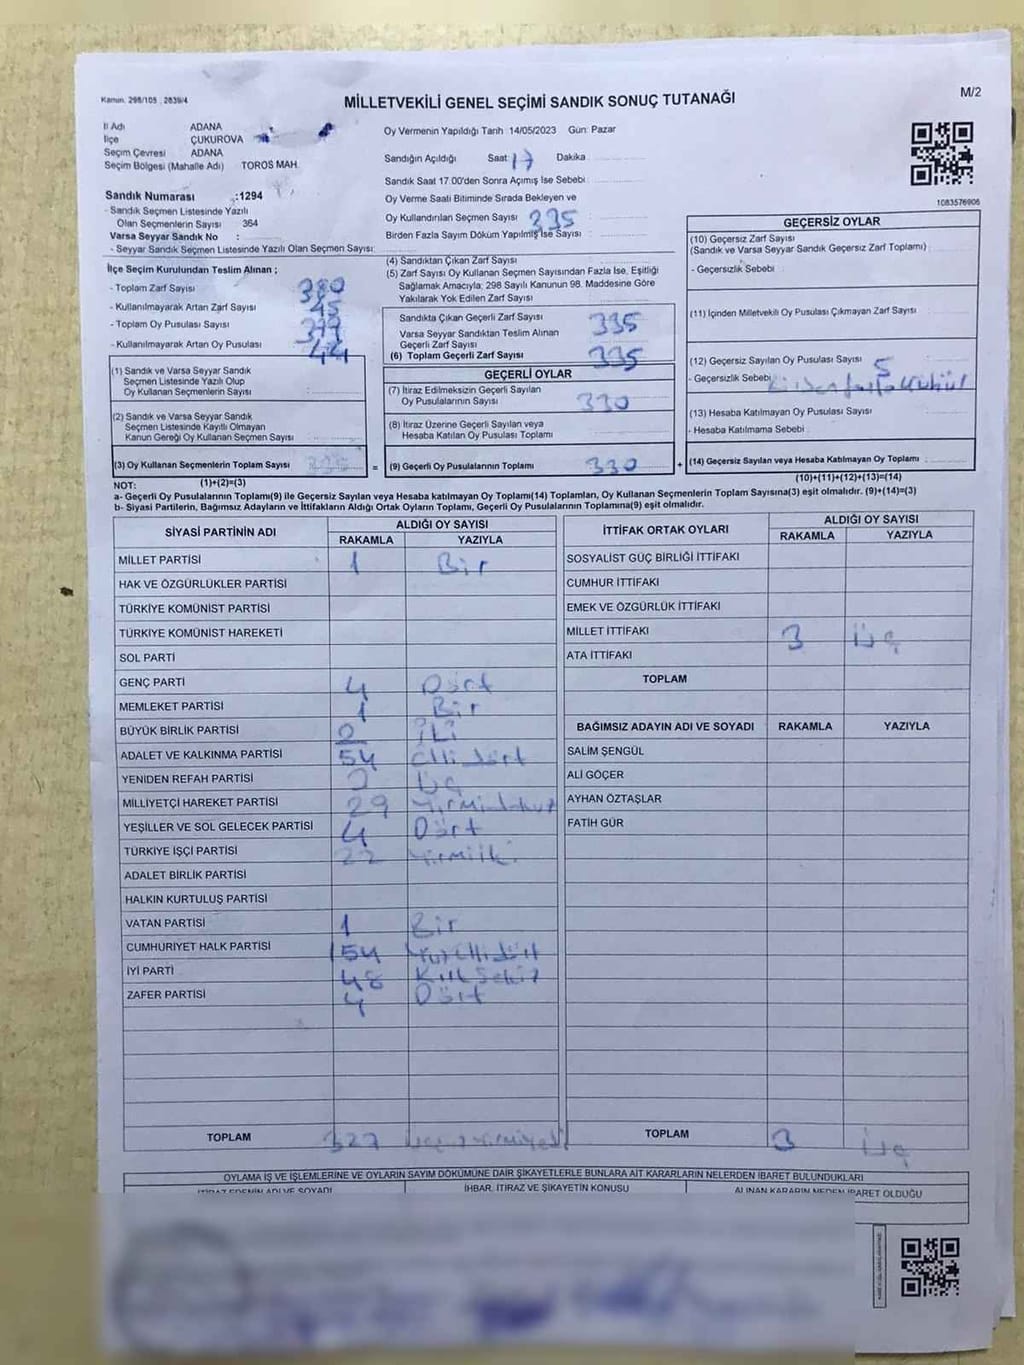 Kanun. 298/105 2839/4
MİLLETVEKİLİ GENEL SEÇİMİ SANDIK SONUÇ TUTANAĞI
M/2
İl Adı ADANA
İlçe ÇUKUROVA
Seçim Çevresi ADANA
Seçim Bölgesi (Mahalle Adı) TOROS MAH.
Sandık Numarası :1294
- Sandık Seçmen Listesinde Yazılı
Olan Seçmenlerin Sayısı 364
Varsa Seyyar Sandık No :
- Seyyar Sandık Seçmen Listesinde Yazılı Olan Seçmen Sayısı:
Oy Vermenin Yapıldığı Tarih 14/05/2023 Gün: Pazar
Sandığın Açıldığı Saat 17 Dakika
Sandık Saat 17.00'den Sonra Açımış İse Sebebi
Oy Verme Saati Bitiminde Sırada Bekleyen ve
Oy Kullandırılan Seçmen Sayısı 335
Birden Fazla Sayım Döküm Yapılmış İse Sayısı
1083576906
İlçe Seçim Kurulundan Teslim Alınan ;
- Toplam Zarf Sayısı 380
- Kullanılmayarak Artan Zarf Sayısı 45
- Toplam Oy Pusulası Sayısı
- Kullanılmayarak Artan Oy Pusulası 44
(1) Sandık ve Varsa Seyyar Sandık
Seçmen Listesinde Yazılı Olup
Oy Kullanan Seçmenlerin Sayısı
(2) Sandık ve Varsa Seyyar Sandık
Seçmen Listesinde Kayıtlı Olmayan
Kanun Gereği Oy Kullanan Seçmen Sayısı
(3) Oy Kullanan Seçmenlerin Toplam Sayısı 335
(4) Sandıktan Çıkan Zarf Sayısı
(5) Zarf Sayısı Oy Kullanan Seçmen Sayısından Fazla İse, Eşitliği
Sağlamak Amacıyla; 298 Sayılı Kanunun 98. Maddesine Göre
Yakılarak Yok Edilen Zarf Sayısı
Sandıkta Çıkan Geçerli Zarf Sayısı 335
Varsa Seyyar Sandıktan Teslim Alınan
Geçerli Zarf Sayısı
(6) Toplam Geçerli Zarf Sayısı 335
GEÇERLİ OYLAR
(7) İtiraz Edilmeksizin Geçerli Sayılan
Oy Pusulalarının Sayısı 330
(8) İtiraz Üzerine Geçerli Sayılan veya
Hesaba Katılan Oy Pusulası Toplamı
= (9) Geçerli Oy Pusulalarının Toplamı 330
GEÇERSİZ OYLAR
(10) Geçersiz Zarf Sayısı
(Sandık ve Varsa Seyyar Sandık Geçersiz Zarf Toplamı)
- Geçersizlik Sebebi
(11) İçinden Milletvekili Oy Pusulası Çıkmayan Zarf Sayısı
(12) Geçersiz Sayılan Oy Pusulası Sayısı 5
- Geçersizlik Sebebi
(13) Hesaba Katılmayan Oy Pusulası Sayısı
- Hesaba Katılmama Sebebi
+ (14) Geçersiz Sayılan veya Hesaba Katılmayan Oy Toplamı :
NOT: (1)+(2)=(3)
(10)+(11)+(12)+(13)=(14)
a- Geçerli Oy Pusulalarının Toplamı(9) ile Geçersiz Sayılan veya Hesaba katılmayan Oy Toplamı(14) Toplamları, Oy Kullanan Seçmenlerin Toplam Sayısına(3) eşit olmalıdır. (9)+(14)=(3)
b- Siyasi Partilerin, Bağımsız Adayların ve İttifakların Aldığı Ortak Oyların Toplamı, Geçerli Oy Pusulalarının Toplamına(9) eşit olmalıdır.
SİYASİ PARTİNİN ADI ALDIĞI OY SAYISI
RAKAMLA YAZIYLA
MİLLET PARTİSİ 1 Bir
HAK VE ÖZGÜRLÜKLER PARTİSİ
TÜRKİYE KOMÜNİST PARTİSİ
TÜRKİYE KOMÜNİST HAREKETİ
SOL PARTİ
GENÇ PARTİ 4 Dört
MEMLEKET PARTİSİ 1 Bir
BÜYÜK BİRLİK PARTİSİ
ADALET VE KALKINMA PARTİSİ 54 Ellidört
YENİDEN REFAH PARTİSİ Üç
MİLLİYETÇİ HAREKET PARTİSİ 29
YEŞİLLER VE SOL GELECEK PARTİSİ 4 Dört
TÜRKİYE İŞÇİ PARTİSİ 22 Yirmiiki
ADALET BİRLİK PARTİSİ
HALKIN KURTULUŞ PARTİSİ
VATAN PARTİSİ 1 Bir
CUMHURİYET HALK PARTİSİ 154 Yüzellidört
İYİ PARTİ 48
ZAFER PARTİSİ 4 Dört
TOPLAM 327
İTTİFAK ORTAK OYLARI ALDIĞI OY SAYISI
RAKAMLA YAZIYLA
SOSYALİST GÜÇ BİRLİĞİ İTTİFAKI
CUMHUR İTTİFAKI
EMEK VE ÖZGÜRLÜK İTTİFAKI
MİLLET İTTİFAKI 3 Üç
ATA İTTİFAKI
TOPLAM
BAĞIMSIZ ADAYIN ADI VE SOYADI RAKAMLA YAZIYLA
SALİM ŞENGÜL
ALİ GÖÇER
AYHAN ÖZTAŞLAR
FATİH GÜR
TOPLAM 3 Üç
OYLAMA İŞ VE İŞLEMLERİNE VE OYLARIN SAYIM DÖKÜMÜNE DAİR ŞİKAYETLERLE BUNLARA AİT KARARLARIN NELERDEN İBARET BULUNDUKLARI
İTİRAZ EDENİN ADI VE SOYADI İHBAR, İTİRAZ VE ŞİKAYETİN KONUSU ALINAN KARARIN NEDEN İBARET OLDUĞU